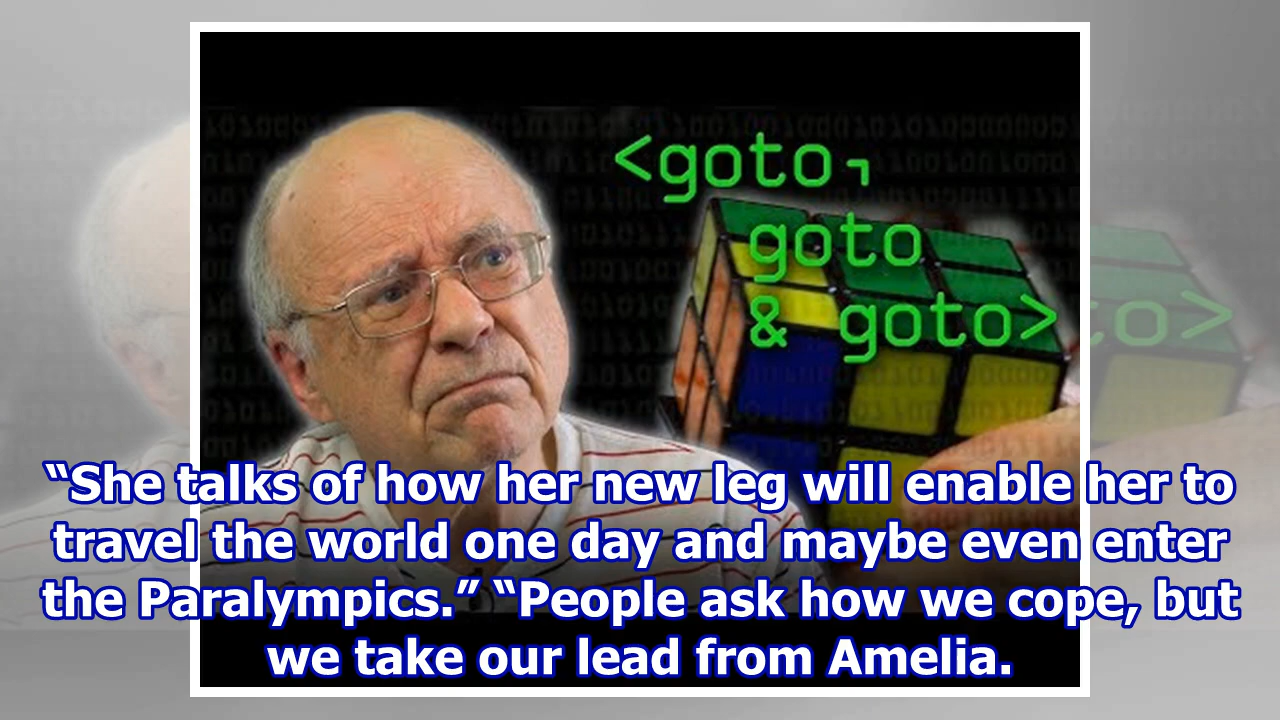 <goto┐
goto
& goto>
to>
“She talks of how her new leg will enable her to
travel the world one day and maybe even enter
the Paralympics.” “People ask how we cope, but
we take our lead from Amelia.